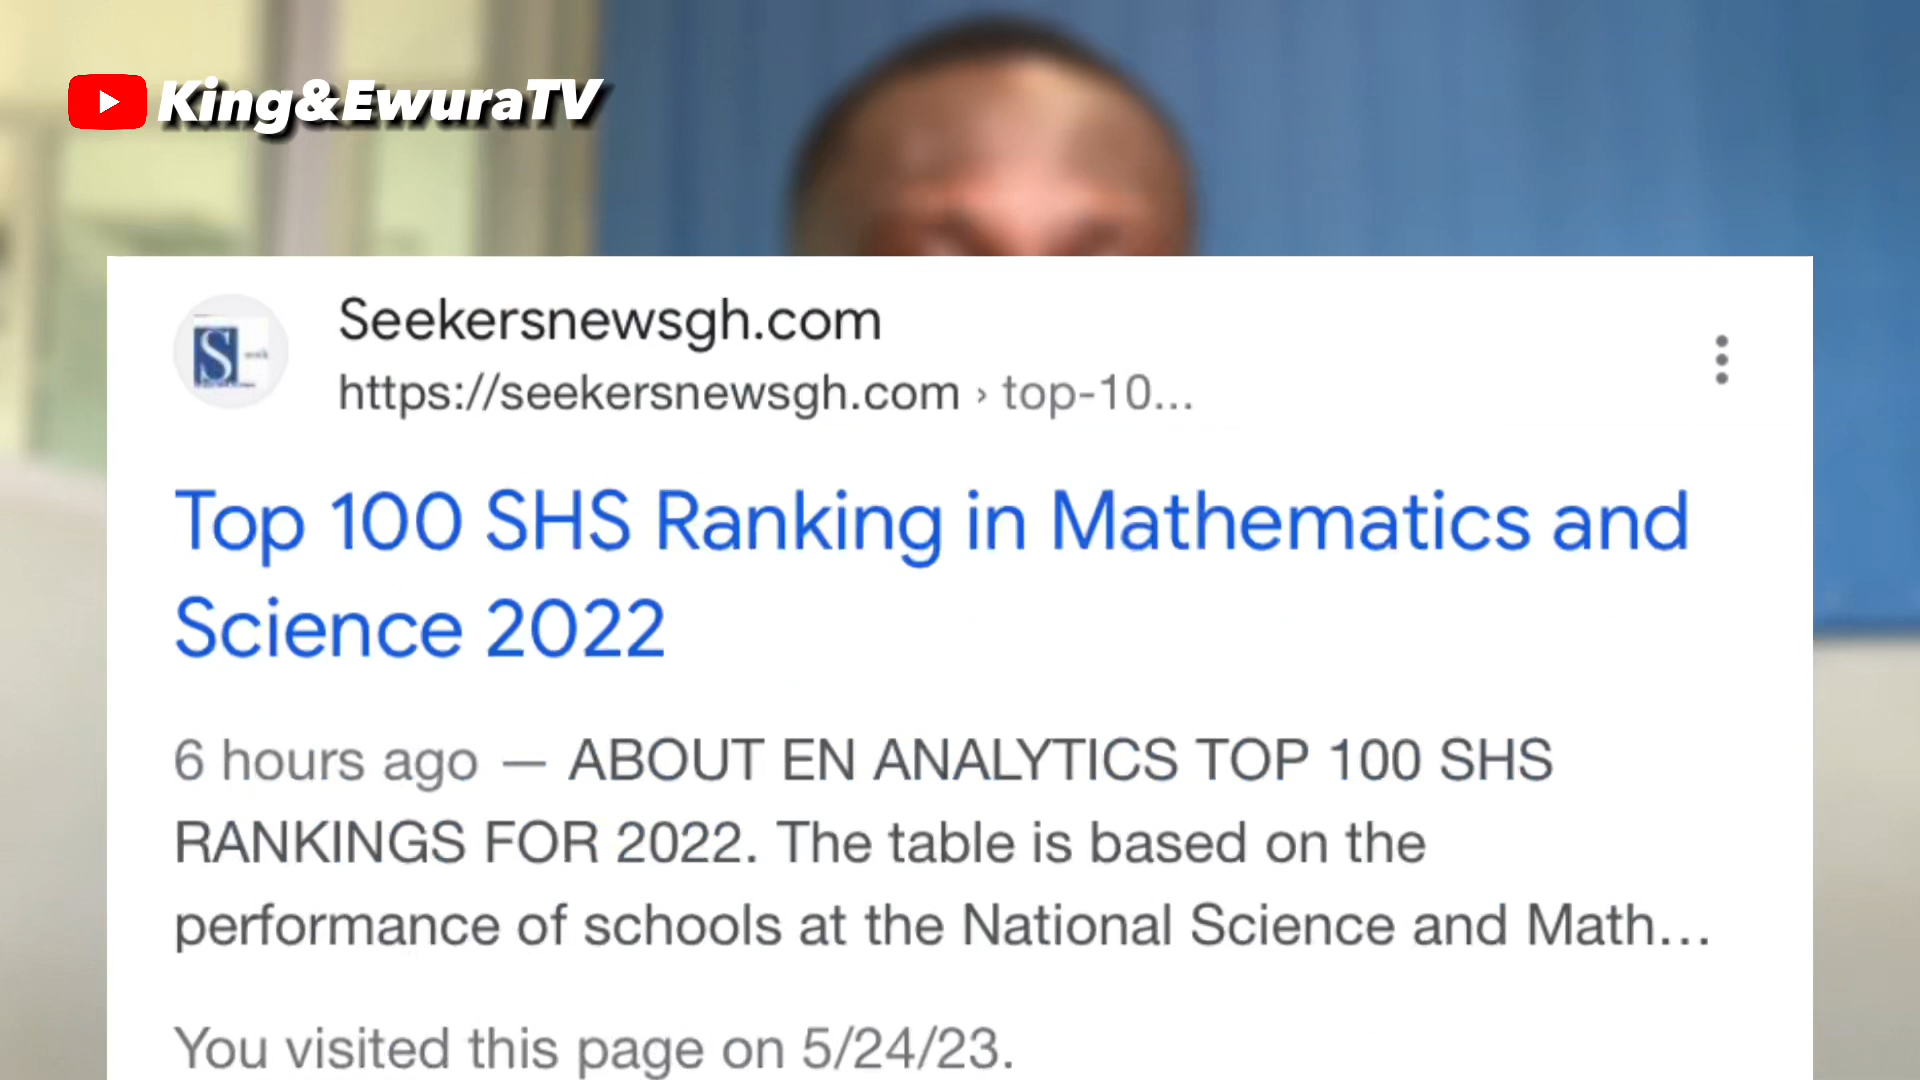 King&EwuraTV
Seekersnewsgh.com
https://seekersnewsgh.com › top-10...
Top 100 SHS Ranking in Mathematics and
Science 2022
6 hours ago — ABOUT EN ANALYTICS TOP 100 SHS
RANKINGS FOR 2022. The table is based on the
performance of schools at the National Science and Math...
You visited this page on 5/24/23.